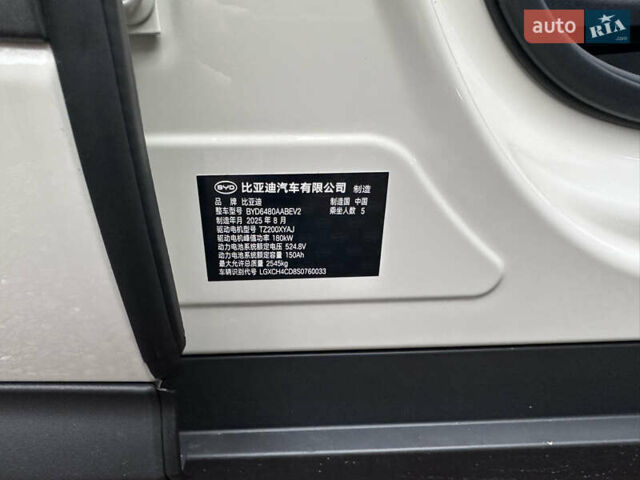 auto RIA .com
BYD 比亚迪汽车有限公司 制造
品 牌 比亚迪 制造国 中国
整车型号 BYD6480AABEV2 乘坐人数 5
制造年月 2025 年 8 月
驱动电机型号 TZ200XYAJ
驱动电机峰值功率 180kW
动力电池系统额定电压 524.8V
动力电池系统额定容量 150Ah
最大允许总质量 2545kg
车辆识别代号 LGXCH4CD8S0760033